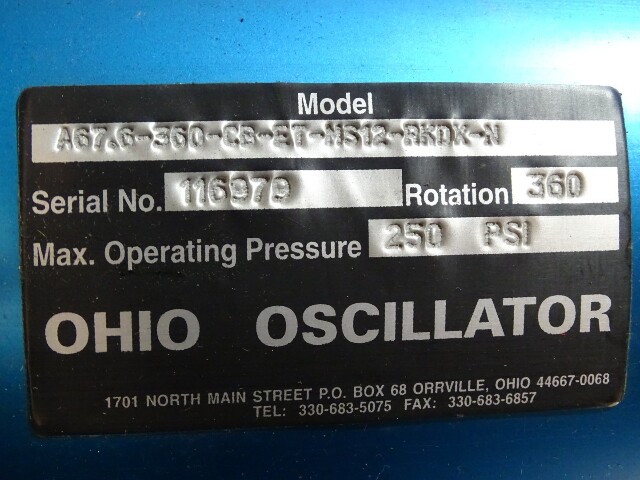 Model
A67.6-360-CB-ET-MS12-RKDX-N
Serial No. 116979 Rotation 360
Max. Operating Pressure 250 PSI
OHIO OSCILLATOR
1701 NORTH MAIN STREET P.O. BOX 68 ORRVILLE, OHIO 44667-0068
TEL: 330-683-5075 FAX: 330-683-6857